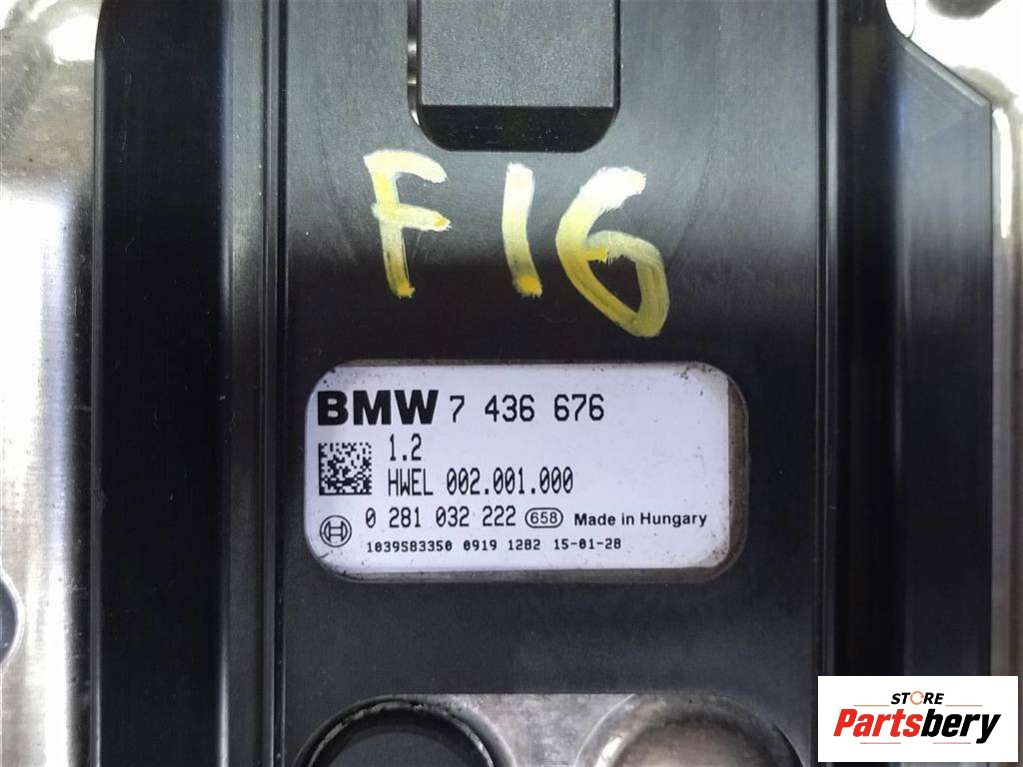 F16
BMW 7 436 676
1.2
HWEL 002.001.000
0 281 032 222 658 Made in Hungary
1039S83350 0919 1282 15-01-28
STORE
Partsbery